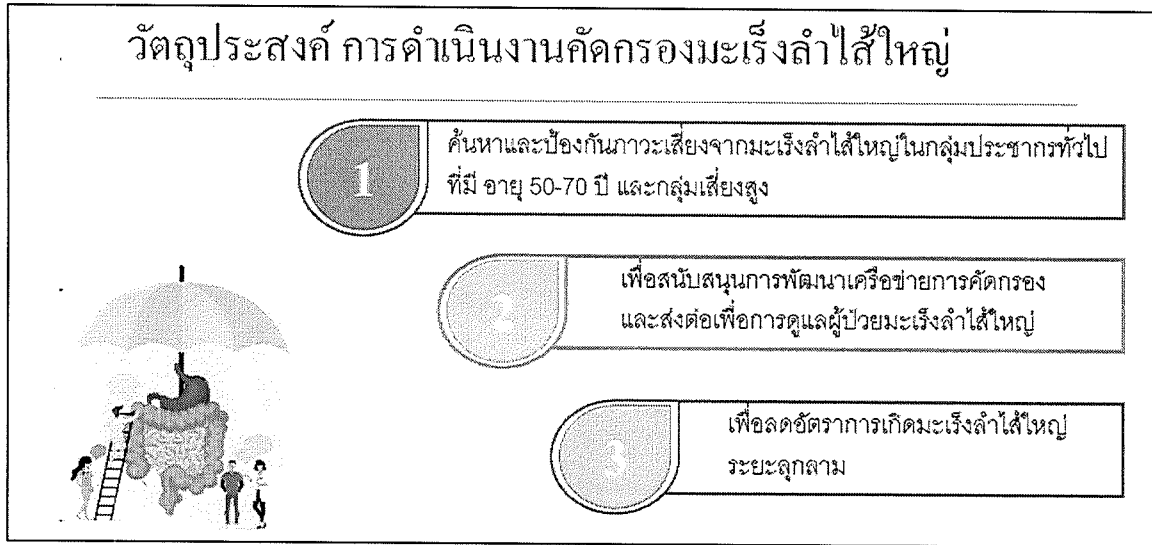 วัตถุประสงค์ การดำเนินงานคัดกรองมะเร็งลำไส้ใหญ่
1
ค้นหาและป้องกันภาวะเสี่ยงจากมะเร็งลำไส้ใหญ่ในกลุ่มประชากรทั่วไป
ที่มี อายุ 50-70 ปี และกลุ่มเสี่ยงสูง
2
เพื่อสนับสนุนการพัฒนาเครือข่ายการคัดกรอง
และส่งต่อเพื่อการดูแลผู้ป่วยมะเร็งลำไส้ใหญ่
3
เพื่อลดอัตราการเกิดมะเร็งลำไส้ใหญ่
ระยะลุกลาม